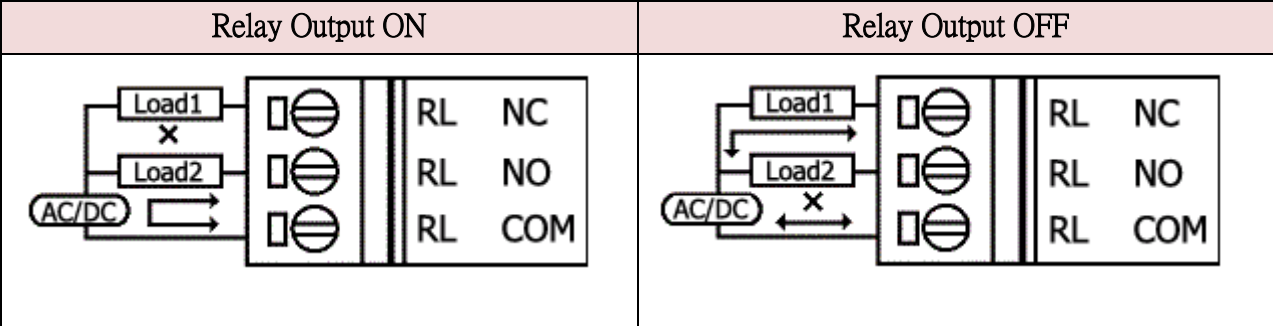 Relay Output ON
Relay Output OFF
Load1
RL NC
Load2
RL NO
AC/DC
RL COM
Load1
RL NC
Load2
RL NO
AC/DC
RL COM